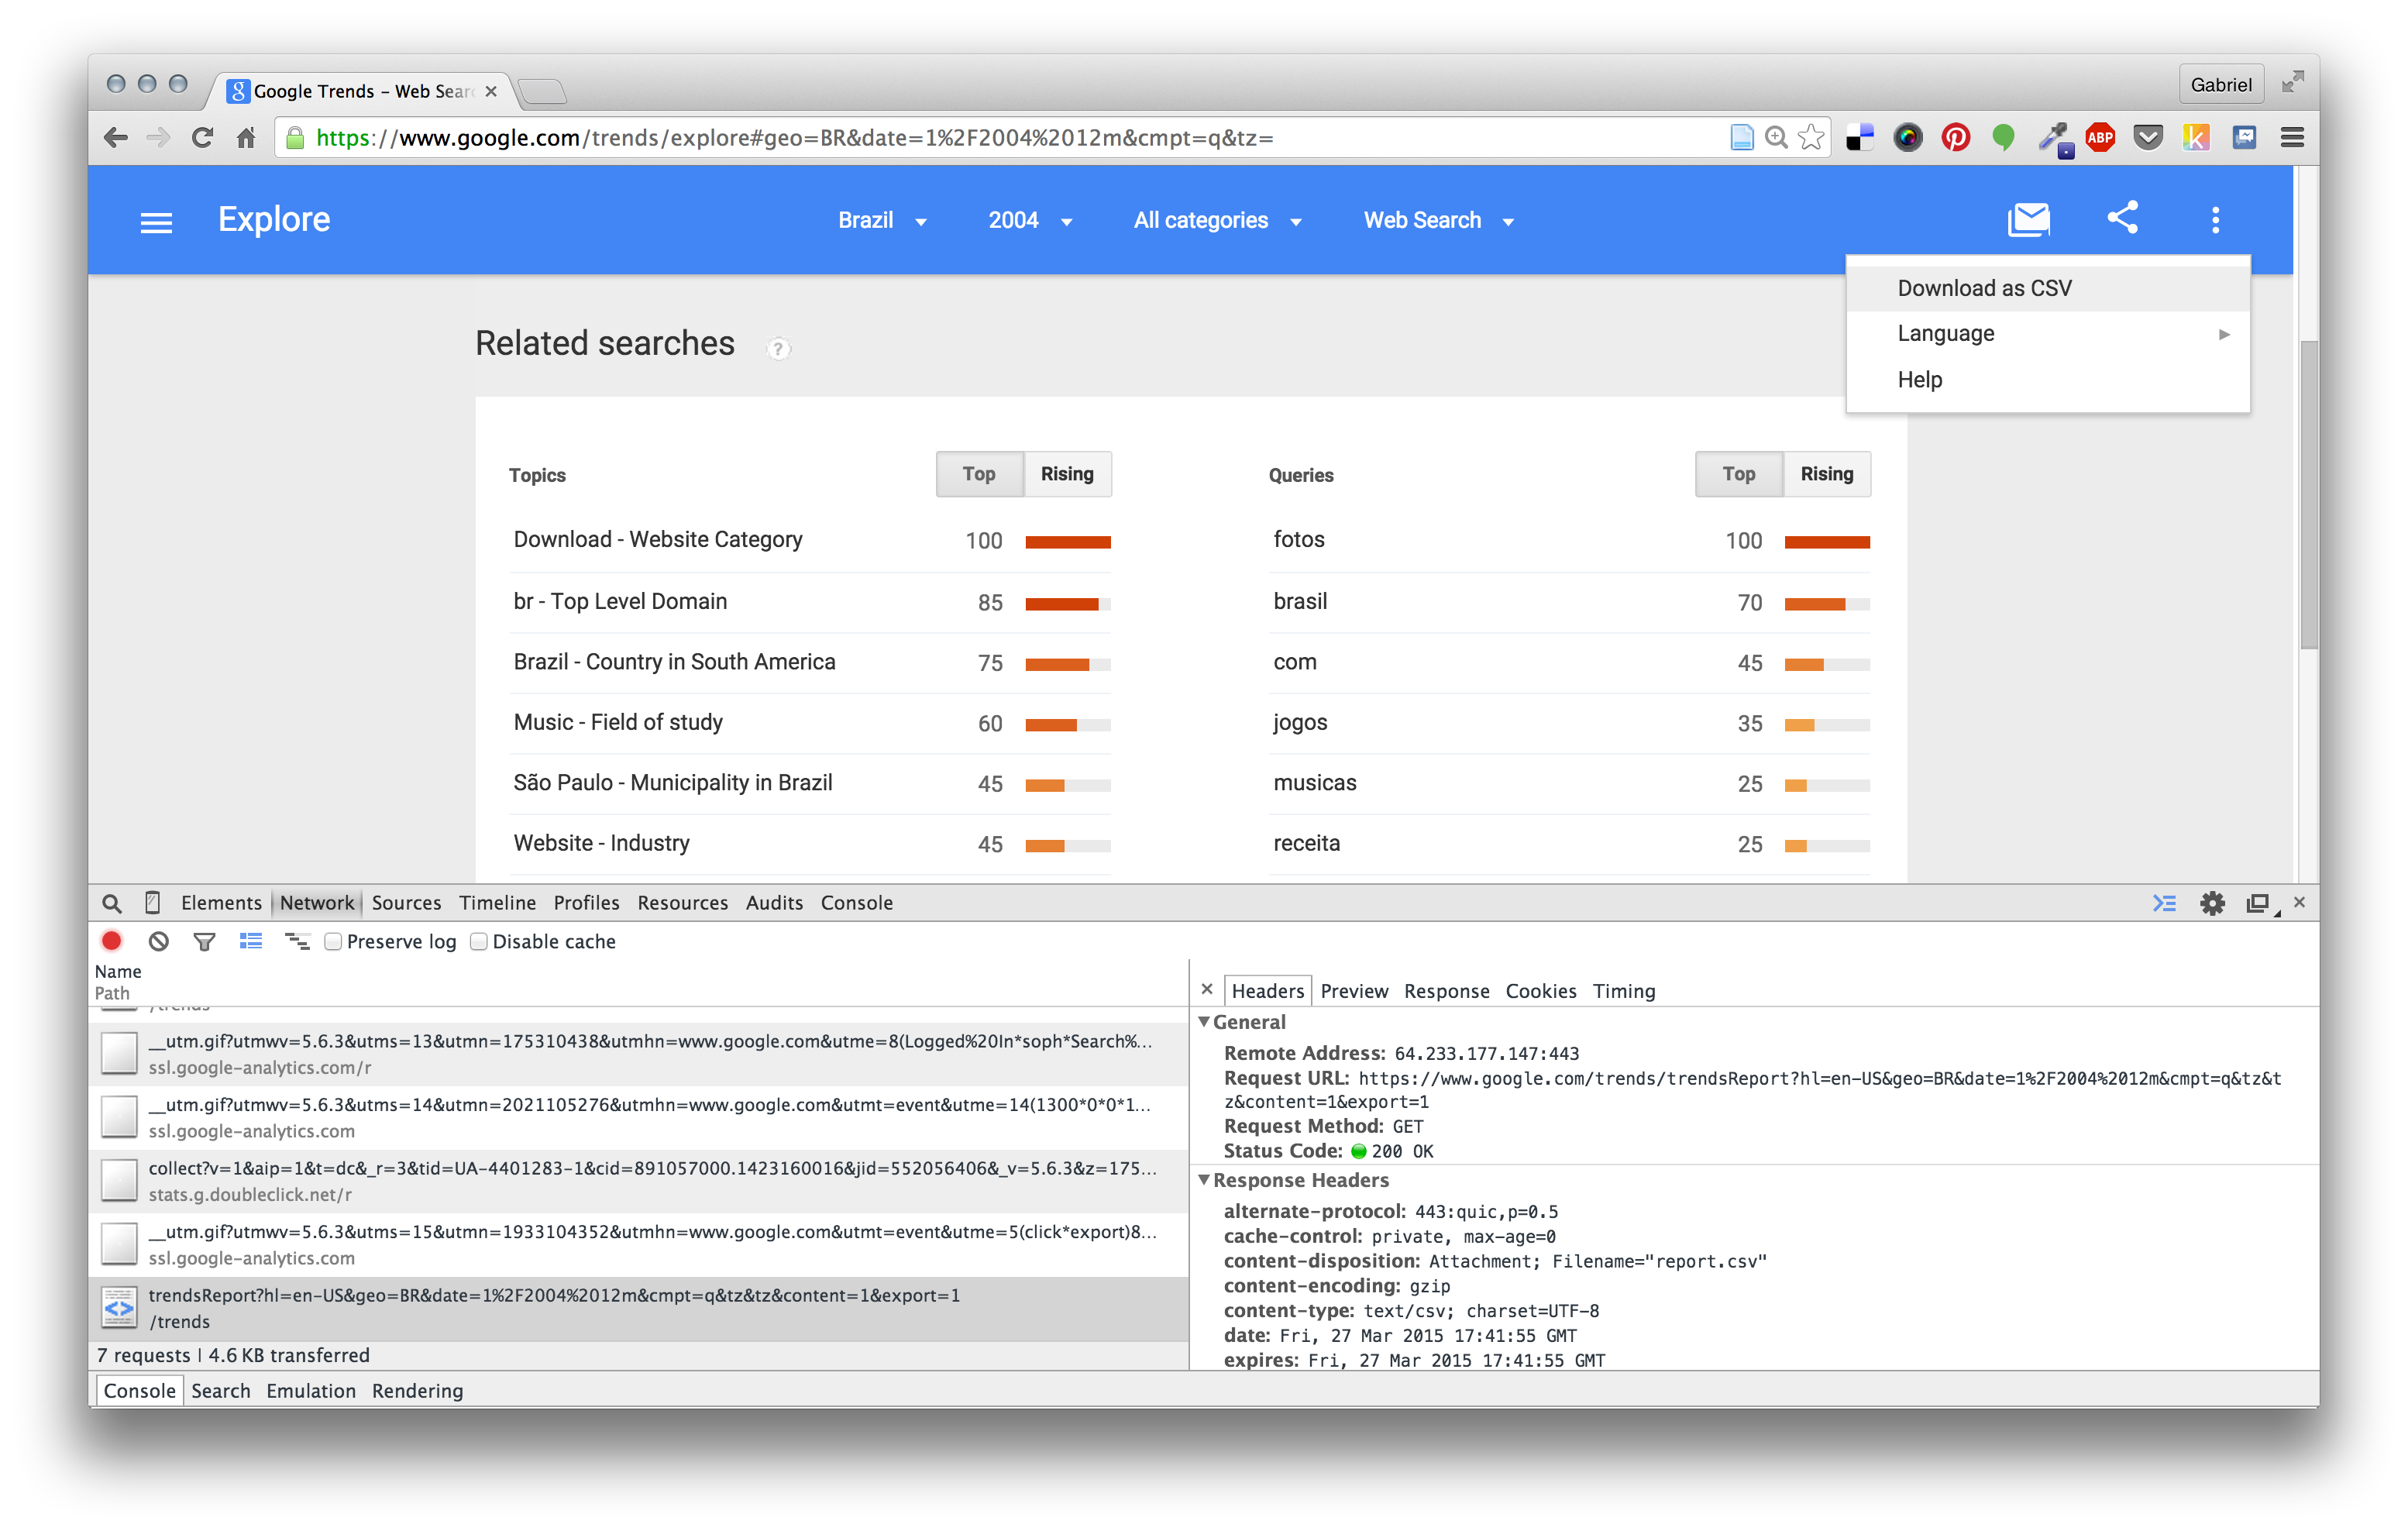 Google Trends – Web Sear
Gabriel
https://www.google.com/trends/explore#geo=BR&date=1%2F2004%2012m&cmpt=q&tz=
ABP
Explore
Brazil
2004
All categories
Web Search
Download as CSV
Language
Help
Related searches
?
Topics
Top
Rising
Download - Website Category 100
br - Top Level Domain 85
Brazil - Country in South America 75
Music - Field of study 60
São Paulo - Municipality in Brazil 45
Website - Industry 45
Queries
Top
Rising
fotos 100
brasil 70
com 45
jogos 35
musicas 25
receita 25
Elements Network Sources Timeline Profiles Resources Audits Console
Preserve log Disable cache
Name
Path
/trends
__utm.gif?utmwv=5.6.3&utms=13&utmn=175310438&utmhn=www.google.com&utme=8(Logged%20In*soph*Search%...
ssl.google-analytics.com/r
__utm.gif?utmwv=5.6.3&utms=14&utmn=2021105276&utmhn=www.google.com&utmt=event&utme=14(1300*0*0*1...
ssl.google-analytics.com
collect?v=1&aip=1&t=dc&_r=3&tid=UA-4401283-1&cid=891057000.1423160016&jid=552056406&_v=5.6.3&z=175...
stats.g.doubleclick.net/r
__utm.gif?utmwv=5.6.3&utms=15&utmn=1933104352&utmhn=www.google.com&utmt=event&utme=5(click*export)8...
ssl.google-analytics.com
trendsReport?hl=en-US&geo=BR&date=1%2F2004%2012m&cmpt=q&tz&tz&content=1&export=1
/trends
7 requests | 4.6 KB transferred
Headers Preview Response Cookies Timing
General
Remote Address: 64.233.177.147:443
Request URL: https://www.google.com/trends/trendsReport?hl=en-US&geo=BR&date=1%2F2004%2012m&cmpt=q&tz&t
z&content=1&export=1
Request Method: GET
Status Code: 200 OK
Response Headers
alternate-protocol: 443:quic,p=0.5
cache-control: private, max-age=0
content-disposition: Attachment; Filename="report.csv"
content-encoding: gzip
content-type: text/csv; charset=UTF-8
date: Fri, 27 Mar 2015 17:41:55 GMT
expires: Fri, 27 Mar 2015 17:41:55 GMT
Console Search Emulation Rendering